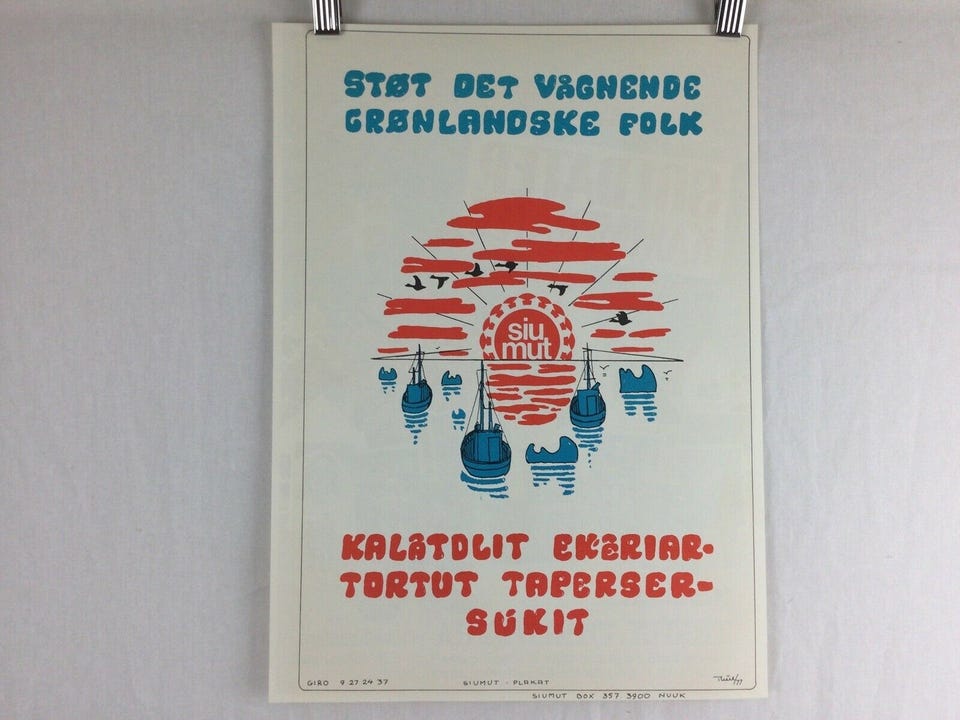 STØT DET VÅGNENDE
GRØNLANDSKE FOLK
siu
mut
KALÂTDLIT EKÊRIAR-
TORTUT TAPERSER-
SÚKIT
GIRO 9 27 24 37
SIUMUT - PLAKAT
SIUMUT BOX 357 3900 NUUK